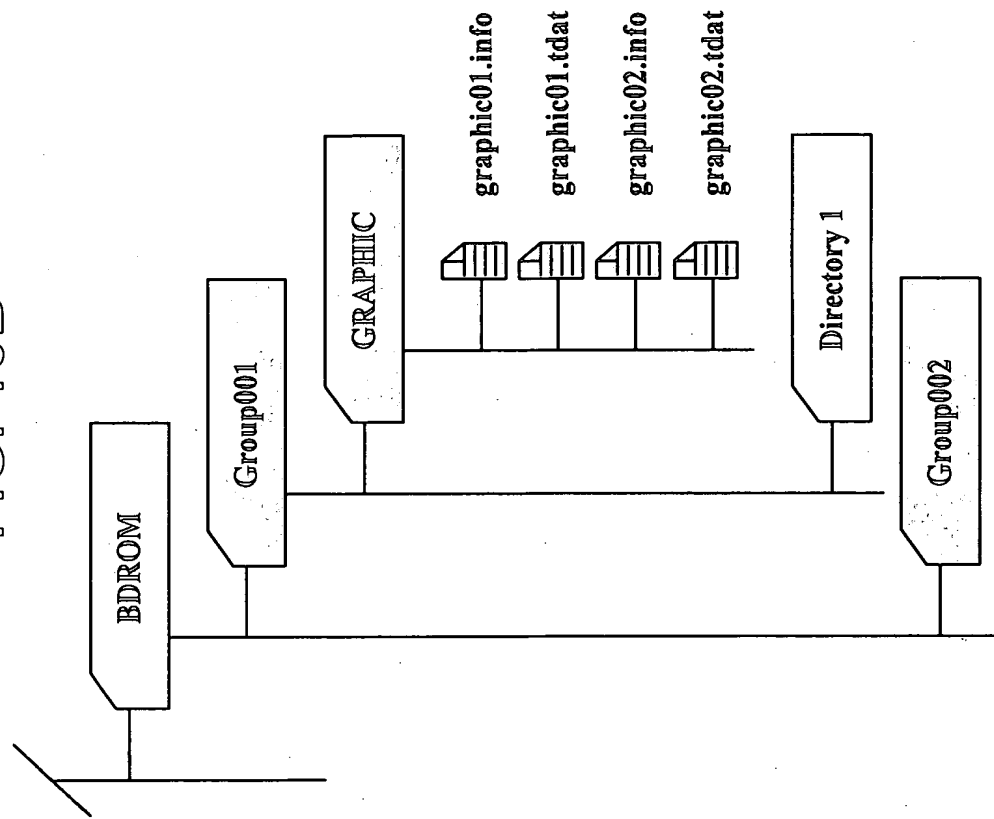 BDROM
Group001
GRAPHIC
graphic01.info
graphic01.tdat
graphic02.info
graphic02.tdat
Directory 1
Group002